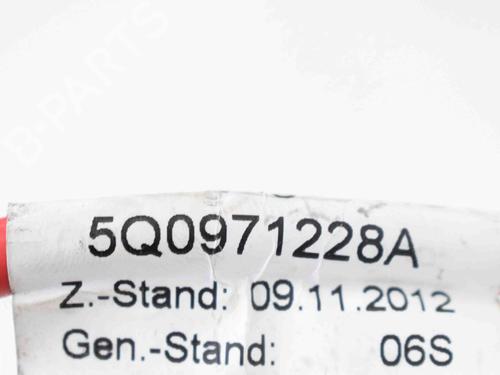 B-PARTS
5Q0971228A
Z.-Stand: 09.11.2012
Gen.-Stand: 06S